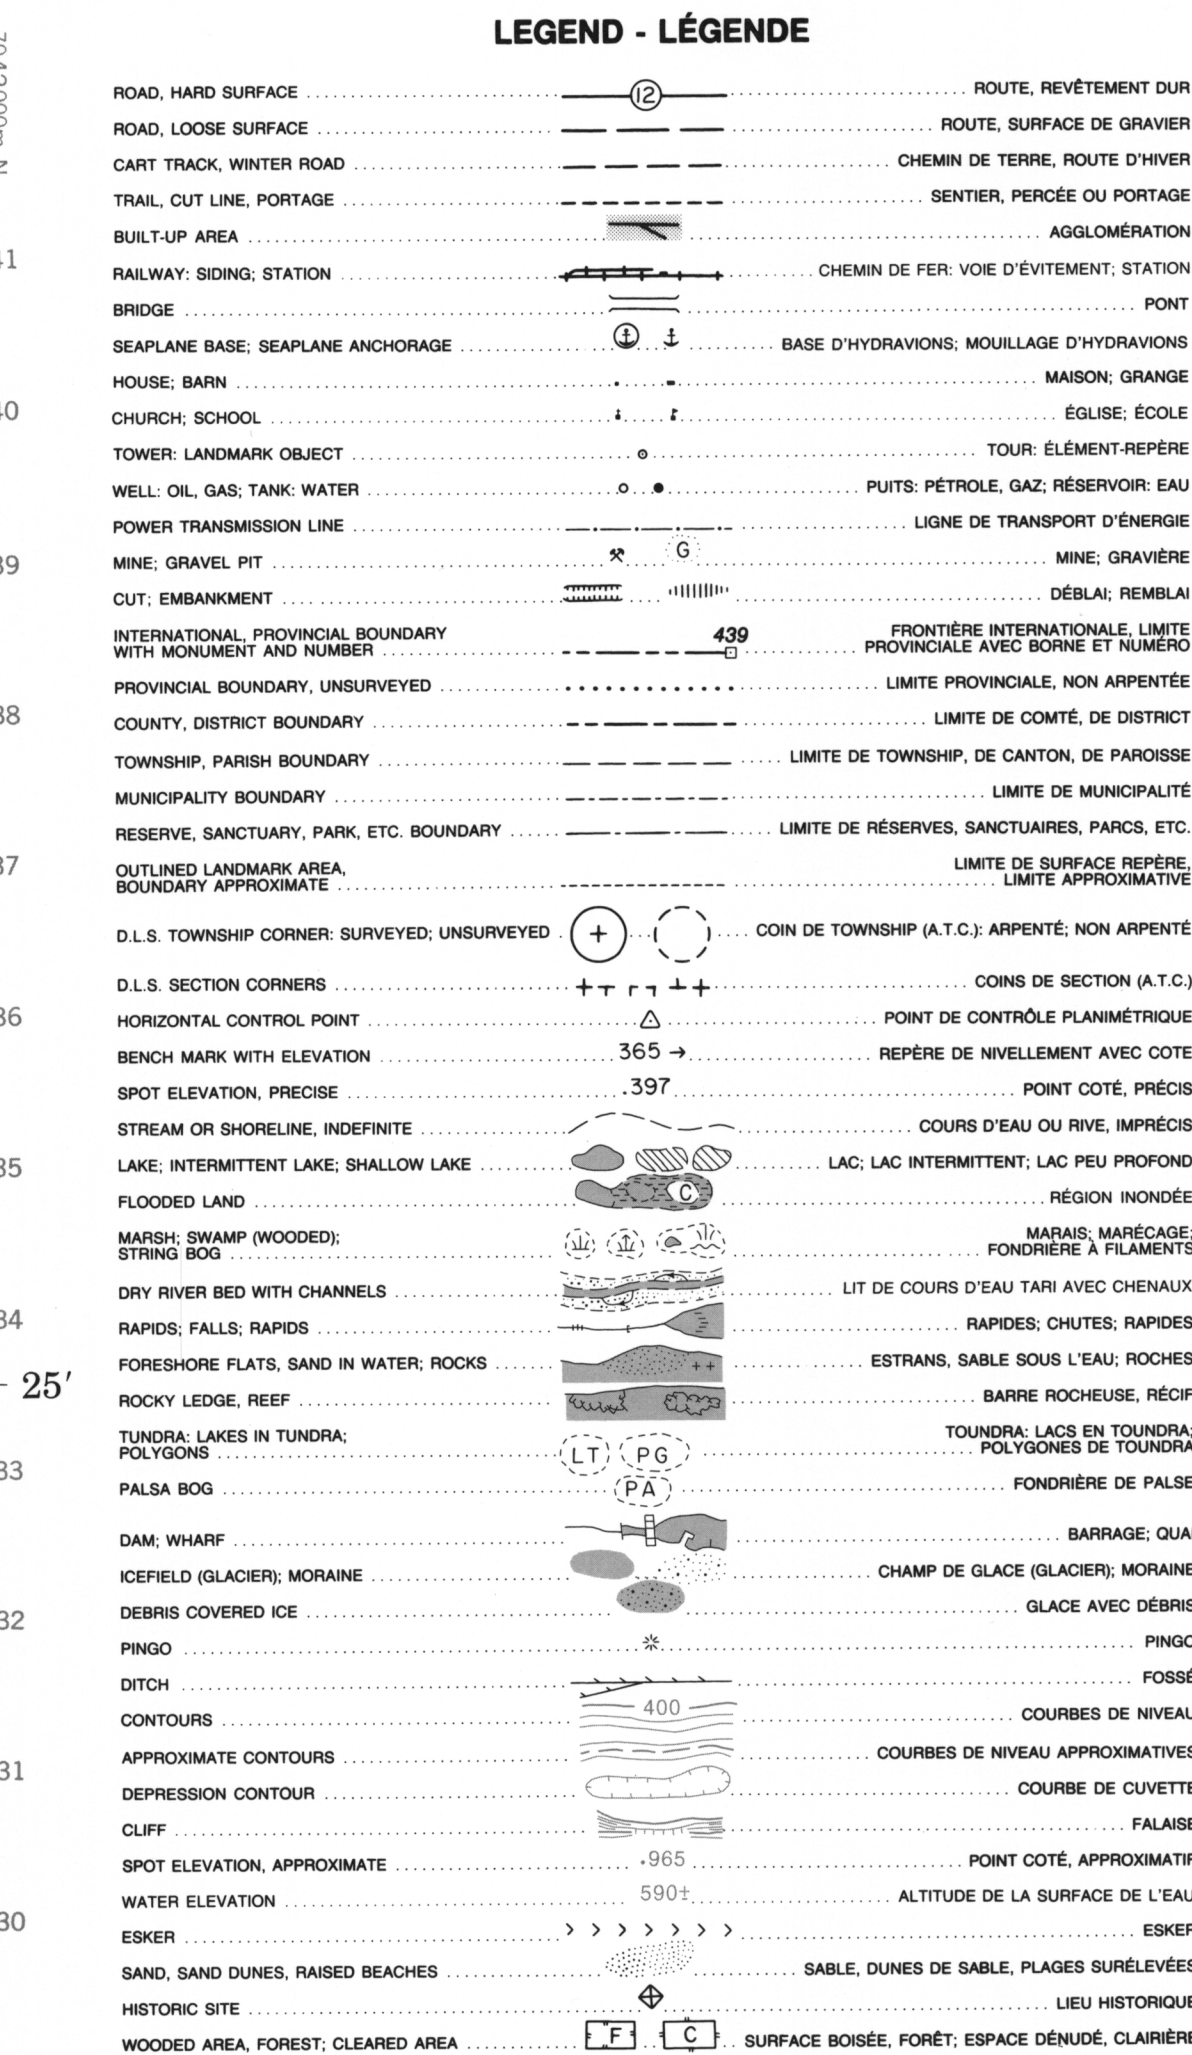 LEGEND - LÉGENDE
ROAD, HARD SURFACE 12 ROUTE, REVÊTEMENT DUR
ROAD, LOOSE SURFACE ROUTE, SURFACE DE GRAVIER
CART TRACK, WINTER ROAD CHEMIN DE TERRE, ROUTE D'HIVER
TRAIL, CUT LINE, PORTAGE SENTIER, PERCÉE OU PORTAGE
BUILT-UP AREA AGGLOMÉRATION
41
RAILWAY: SIDING; STATION CHEMIN DE FER: VOIE D'ÉVITEMENT; STATION
BRIDGE PONT
SEAPLANE BASE; SEAPLANE ANCHORAGE BASE D'HYDRAVIONS; MOUILLAGE D'HYDRAVIONS
HOUSE; BARN MAISON; GRANGE
40
CHURCH; SCHOOL ÉGLISE; ÉCOLE
TOWER: LANDMARK OBJECT TOUR: ÉLÉMENT-REPÈRE
WELL: OIL, GAS; TANK: WATER PUITS: PÉTROLE, GAZ; RÉSERVOIR: EAU
POWER TRANSMISSION LINE LIGNE DE TRANSPORT D'ÉNERGIE
39
MINE; GRAVEL PIT G MINE; GRAVIÈRE
CUT; EMBANKMENT DÉBLAI; REMBLAI
INTERNATIONAL, PROVINCIAL BOUNDARY 439 FRONTIÈRE INTERNATIONALE, LIMITE
WITH MONUMENT AND NUMBER PROVINCIALE AVEC BORNE ET NUMÉRO
PROVINCIAL BOUNDARY, UNSURVEYED LIMITE PROVINCIALE, NON ARPENTÉE
38
COUNTY, DISTRICT BOUNDARY LIMITE DE COMTÉ, DE DISTRICT
TOWNSHIP, PARISH BOUNDARY LIMITE DE TOWNSHIP, DE CANTON, DE PAROISSE
MUNICIPALITY BOUNDARY LIMITE DE MUNICIPALITÉ
RESERVE, SANCTUARY, PARK, ETC. BOUNDARY LIMITE DE RÉSERVES, SANCTUAIRES, PARCS, ETC.
37
OUTLINED LANDMARK AREA, LIMITE DE SURFACE REPÈRE,
BOUNDARY APPROXIMATE LIMITE APPROXIMATIVE
D.L.S. TOWNSHIP CORNER: SURVEYED; UNSURVEYED COIN DE TOWNSHIP (A.T.C.): ARPENTÉ; NON ARPENTÉ
D.L.S. SECTION CORNERS COINS DE SECTION (A.T.C.)
36
HORIZONTAL CONTROL POINT POINT DE CONTRÔLE PLANIMÉTRIQUE
BENCH MARK WITH ELEVATION 365 → REPÈRE DE NIVELLEMENT AVEC COTE
SPOT ELEVATION, PRECISE .397 POINT COTÉ, PRÉCIS
STREAM OR SHORELINE, INDEFINITE COURS D'EAU OU RIVE, IMPRÉCIS
35
LAKE; INTERMITTENT LAKE; SHALLOW LAKE LAC; LAC INTERMITTENT; LAC PEU PROFOND
FLOODED LAND C RÉGION INONDÉE
MARSH; SWAMP (WOODED); MARAIS; MARÉCAGE;
STRING BOG FONDRIÈRE À FILAMENTS
DRY RIVER BED WITH CHANNELS LIT DE COURS D'EAU TARI AVEC CHENAUX
34
RAPIDS; FALLS; RAPIDS RAPIDES; CHUTES; RAPIDES
FORESHORE FLATS, SAND IN WATER; ROCKS ESTRANS, SABLE SOUS L'EAU; ROCHES
25′
ROCKY LEDGE, REEF BARRE ROCHEUSE, RÉCIF
TUNDRA: LAKES IN TUNDRA; TOUNDRA: LACS EN TOUNDRA;
POLYGONS LT PG POLYGONES DE TOUNDRA
33
PALSA BOG PA FONDRIÈRE DE PALSE
DAM; WHARF BARRAGE; QUAI
ICEFIELD (GLACIER); MORAINE CHAMP DE GLACE (GLACIER); MORAINE
DEBRIS COVERED ICE GLACE AVEC DÉBRIS
32
PINGO PINGO
DITCH FOSSÉ
CONTOURS 400 COURBES DE NIVEAU
APPROXIMATE CONTOURS COURBES DE NIVEAU APPROXIMATIVES
31
DEPRESSION CONTOUR COURBE DE CUVETTE
CLIFF FALAISE
SPOT ELEVATION, APPROXIMATE .965 POINT COTÉ, APPROXIMATIF
WATER ELEVATION 590± ALTITUDE DE LA SURFACE DE L'EAU
30
ESKER ESKER
SAND, SAND DUNES, RAISED BEACHES SABLE, DUNES DE SABLE, PLAGES SURÉLEVÉES
HISTORIC SITE LIEU HISTORIQUE
WOODED AREA, FOREST; CLEARED AREA F C SURFACE BOISÉE, FORÊT; ESPACE DÉNUDÉ, CLAIRIÈRE